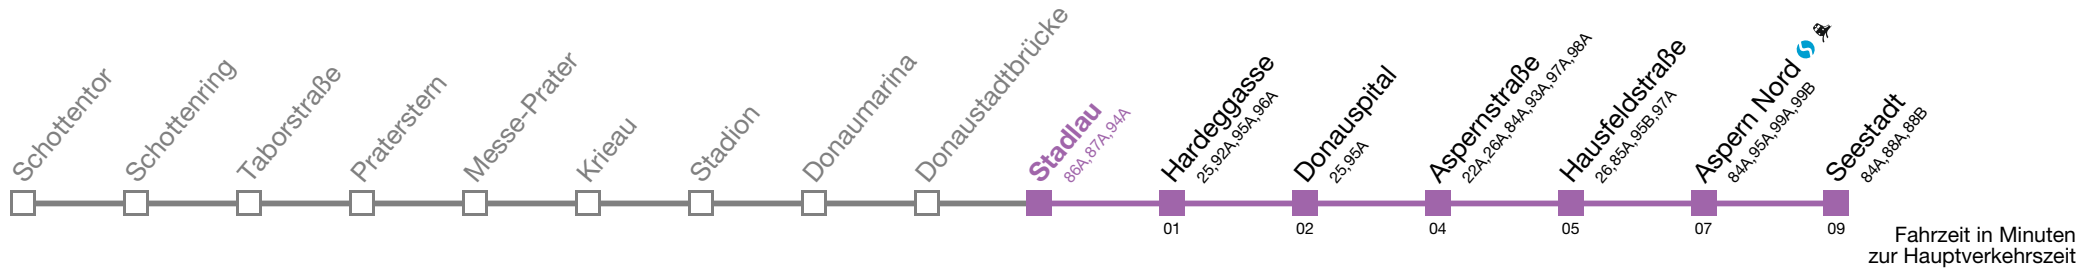 Schottentor
Schottenring
Taborstraße
Praterstern
Messe-Prater
Krieau
Stadion
Donaumarina
Donaustadtbrücke
Stadlau
86A,87A,94A
Hardeggasse
25,92A,95A,96A
Donauspital
25,95A
Aspernstraße
22A,26A,84A,93A,97A,98A
Hausfeldstraße
26,85A,95B,97A
Aspern Nord
84A,95A,99A,99B
Seestadt
84A,88A,88B
01
02
04
05
07
09
Fahrzeit in Minuten
zur Hauptverkehrszeit